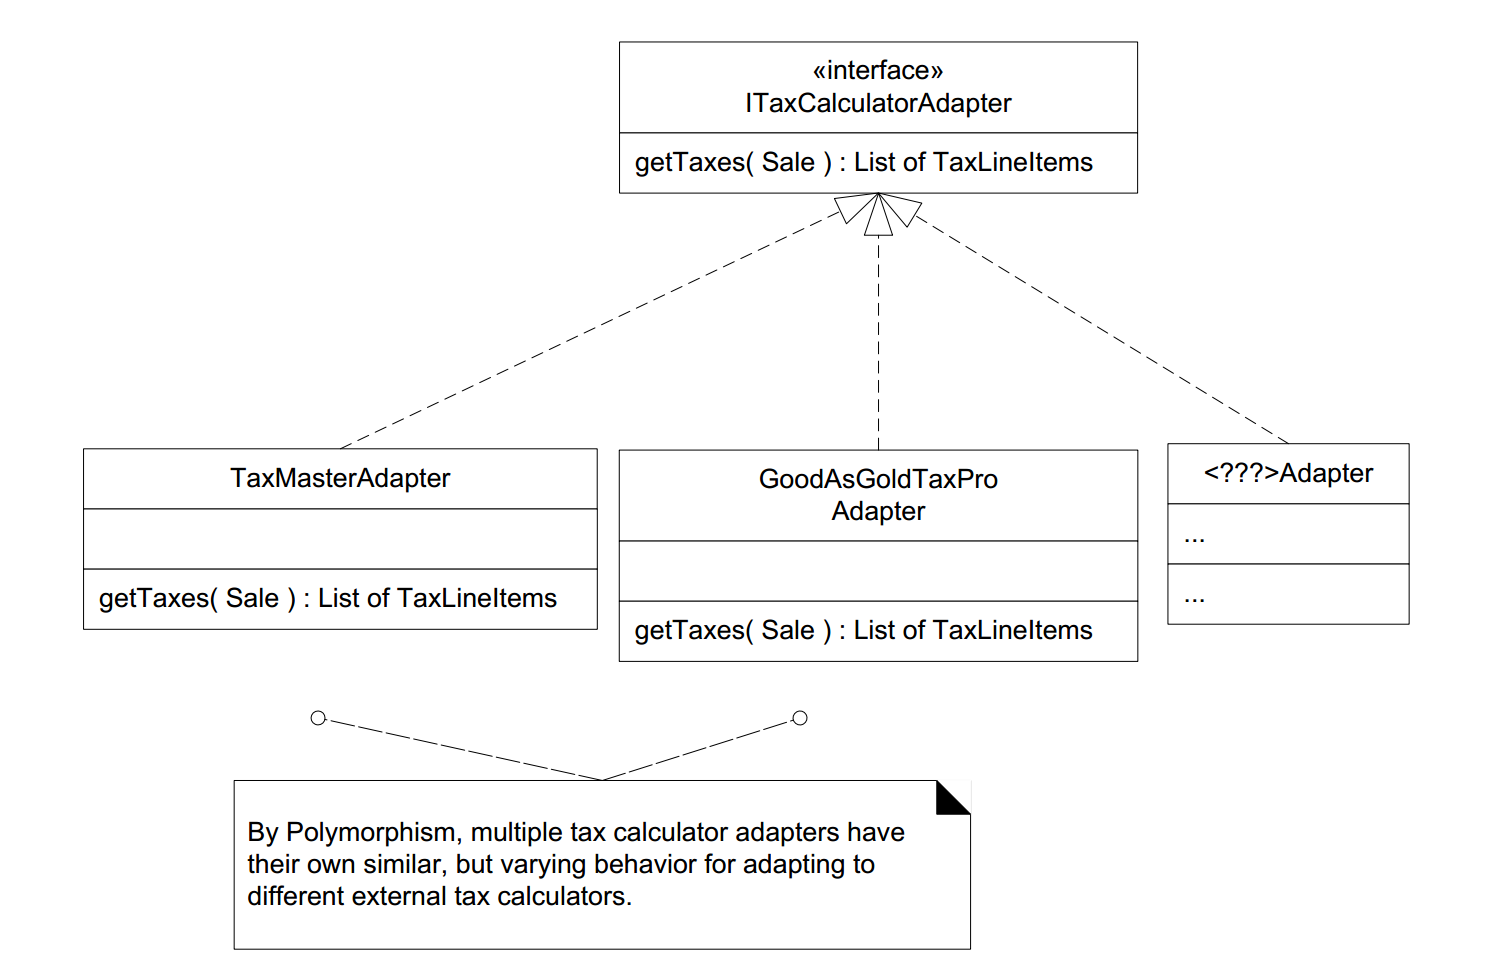 «interface»
ITaxCalculatorAdapter
getTaxes( Sale ) : List of TaxLineItems
TaxMasterAdapter
getTaxes( Sale ) : List of TaxLineItems
GoodAsGoldTaxPro
Adapter
getTaxes( Sale ) : List of TaxLineItems
<???>Adapter
...
...
By Polymorphism, multiple tax calculator adapters have
their own similar, but varying behavior for adapting to
different external tax calculators.